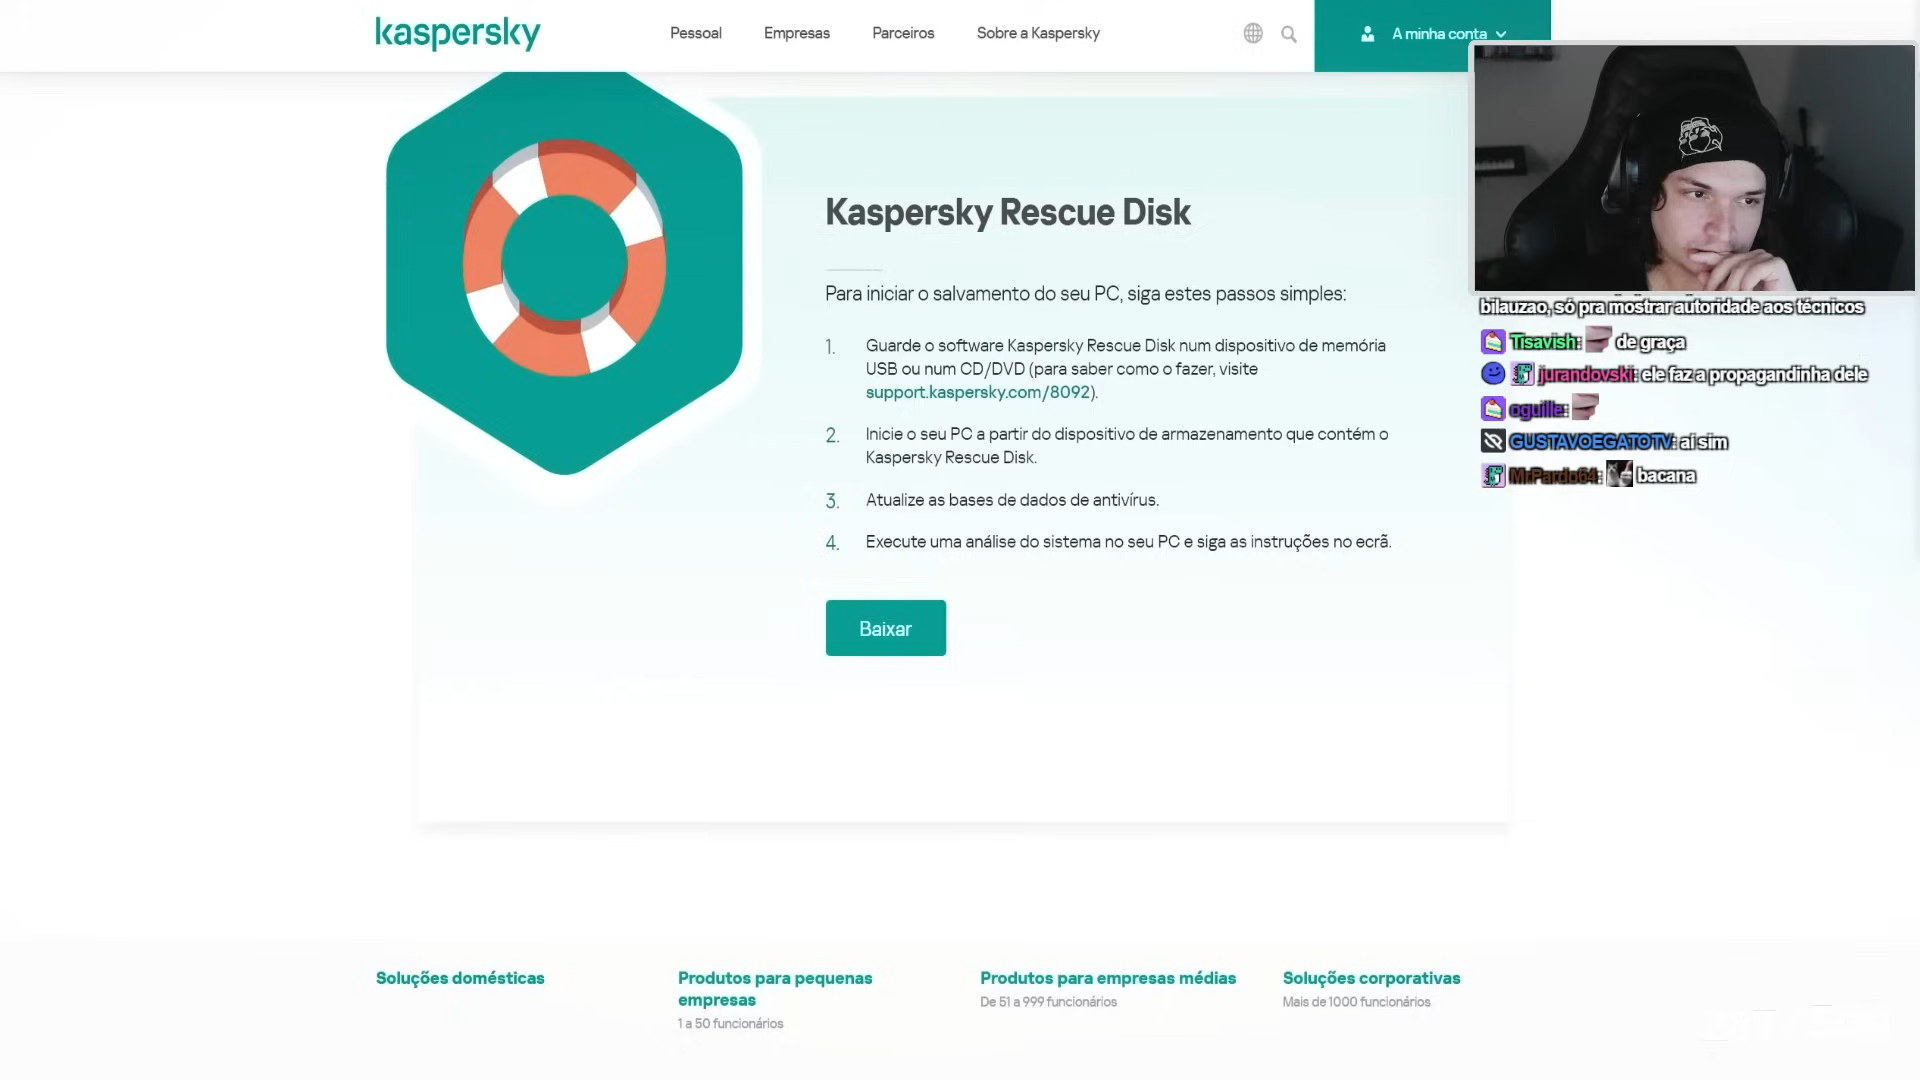 kaspersky
Pessoal
Empresas
Parceiros
Sobre a Kaspersky
A minha conta
Kaspersky Rescue Disk
Para iniciar o salvamento do seu PC, siga estes passos simples:
1. Guarde o software Kaspersky Rescue Disk num dispositivo de memória
USB ou num CD/DVD (para saber como o fazer, visite
support.kaspersky.com/8092).
2. Inicie o seu PC a partir do dispositivo de armazenamento que contém o
Kaspersky Rescue Disk.
3. Atualize as bases de dados de antivírus.
4. Execute uma análise do sistema no seu PC e siga as instruções no ecrã.
Baixar
bilauzao, só pra mostrar autoridade aos técnicos
Tisavish: de graça
jurandovski: ele faz a propagandinha dele
oguille:
GUSTAVOEGATOTV: ai sim
MrPardo64: bacana
Soluções domésticas
Produtos para pequenas
empresas
1 a 50 funcionários
Produtos para empresas médias
De 51 a 999 funcionários
Soluções corporativas
Mais de 1000 funcionários